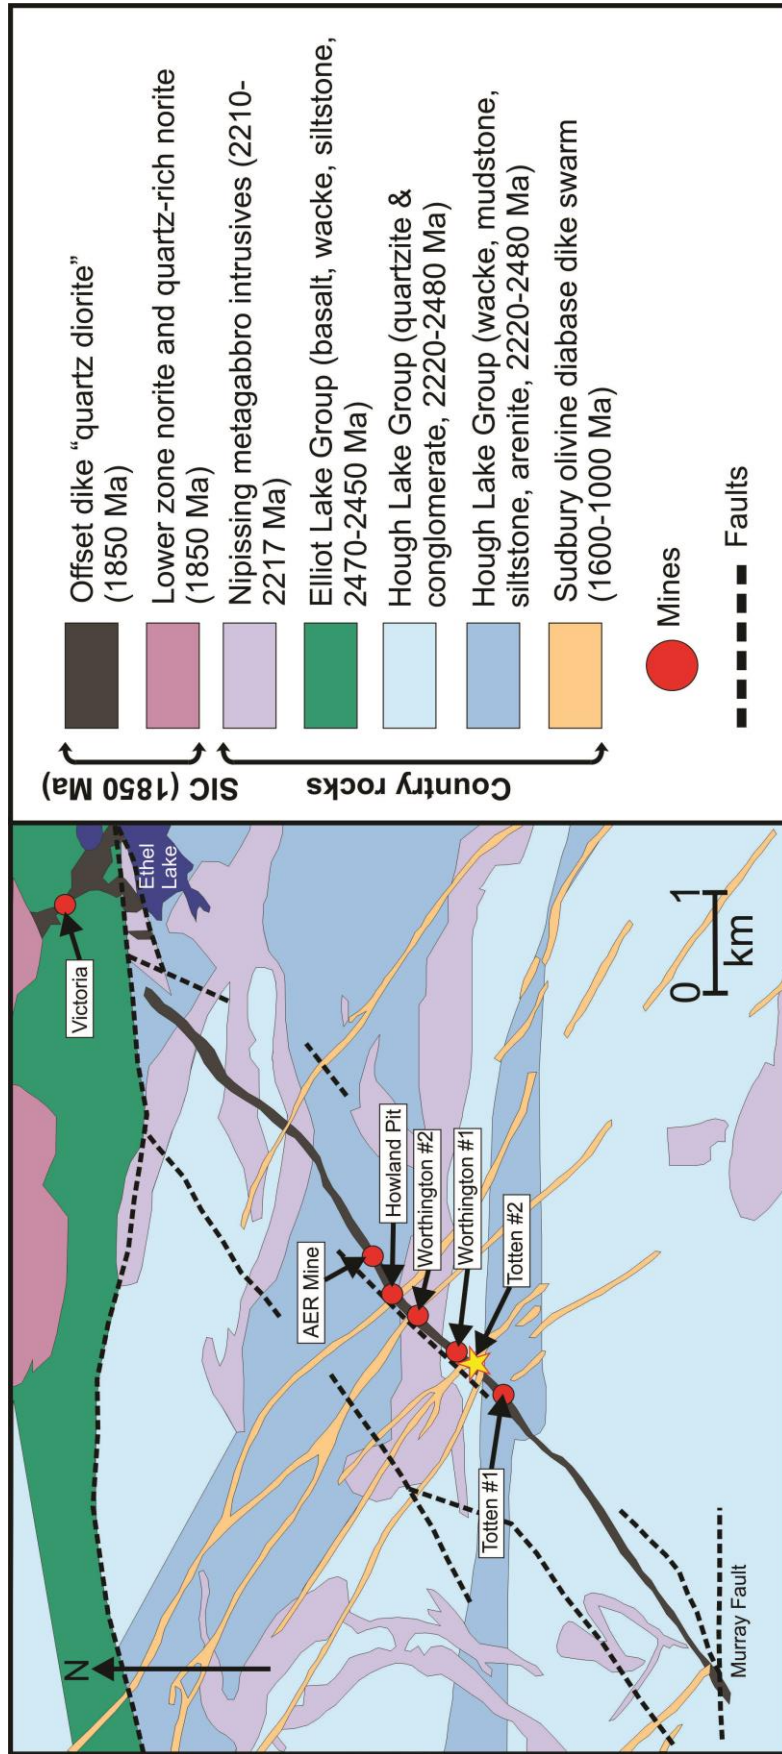 N
Victoria
Ethel
Lake
AER Mine
Howland Pit
Worthington #2
Worthington #1
Totten #2
Totten #1
Murray Fault
0 1
km
SIC (1850 Ma)
Country rocks
Offset dike “quartz diorite”
(1850 Ma)
Lower zone norite and quartz-rich norite
(1850 Ma)
Nipissing metagabbro intrusives (2210-
2217 Ma)
Elliot Lake Group (basalt, wacke, siltstone,
2470-2450 Ma)
Hough Lake Group (quartzite &
conglomerate, 2220-2480 Ma)
Hough Lake Group (wacke, mudstone,
siltstone, arenite, 2220-2480 Ma)
Sudbury olivine diabase dike swarm
(1600-1000 Ma)
Mines
Faults